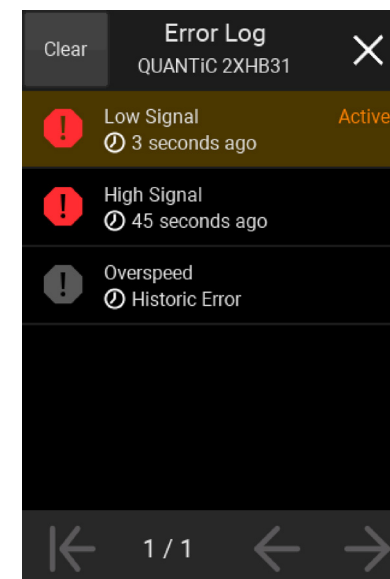 Clear
Error Log
QUANTiC 2XHB31
Low Signal
Active
3 seconds ago
High Signal
45 seconds ago
Overspeed
Historic Error
1 / 1